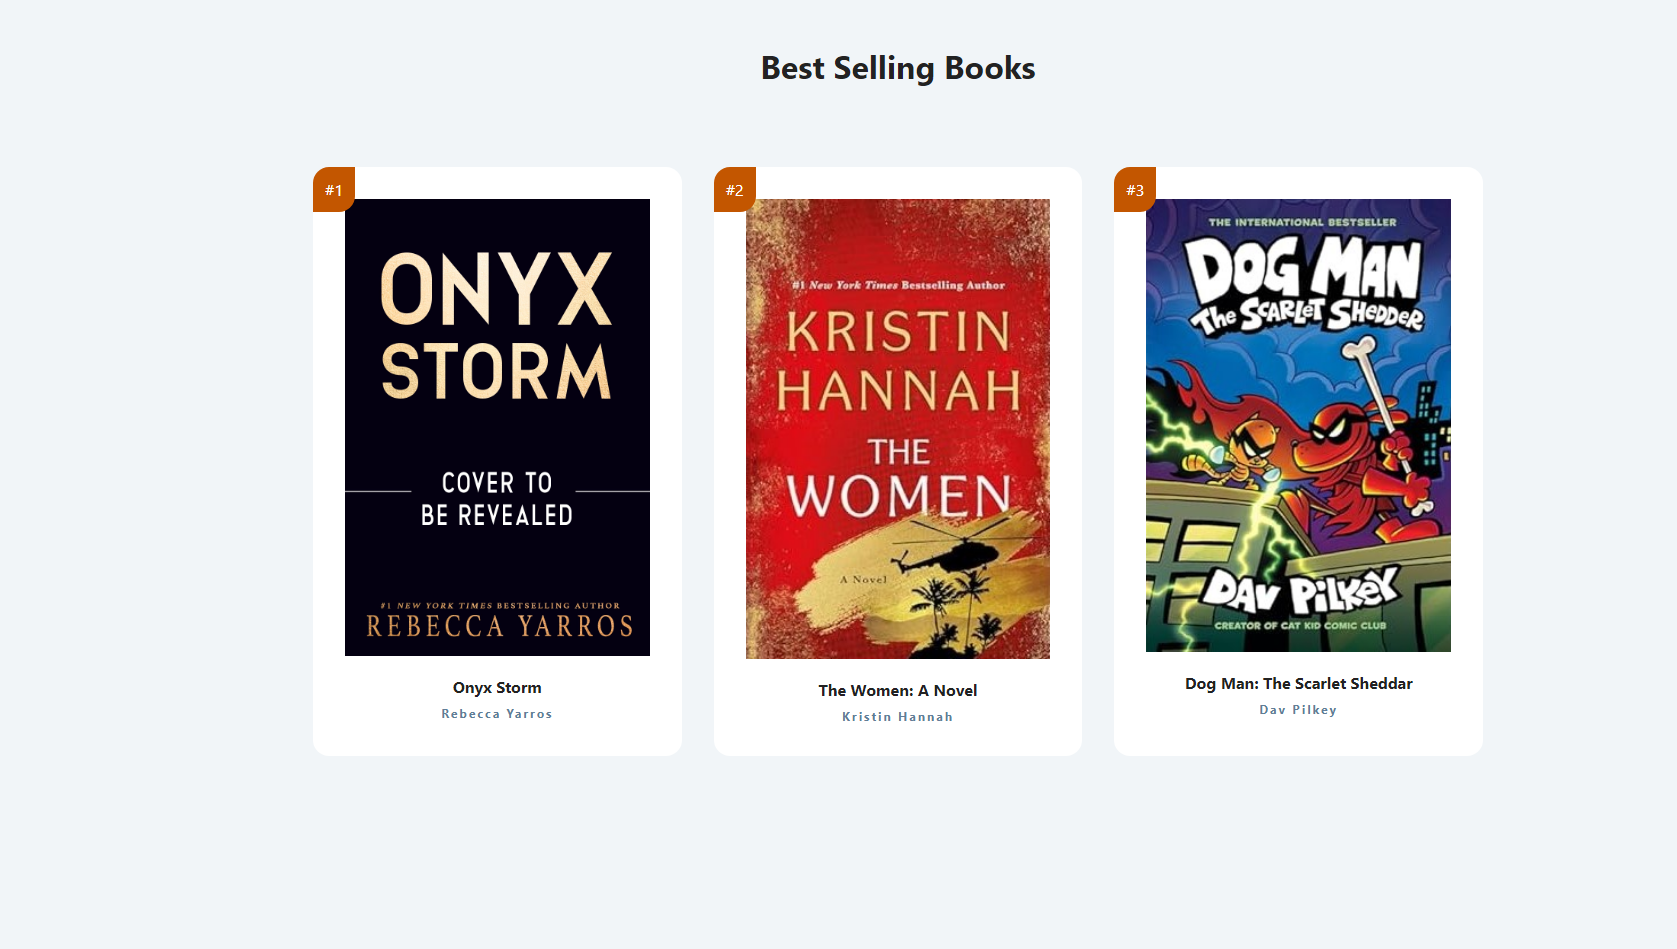 Best Selling Books
#1
ONYX
STORM
COVER TO
BE REVEALED
#1 NEW YORK TIMES BESTSELLING AUTHOR
REBECCA YARROS
Onyx Storm
Rebecca Yarros
#2
#1 New York Times Bestselling Author
KRISTIN
HANNAH
THE
WOMEN
A Novel
The Women: A Novel
Kristin Hannah
#3
THE INTERNATIONAL BESTSELLER
DOG MAN
The SCARLET SHEDDER
DAV PILKEY
CREATOR OF CAT KID COMIC CLUB
Dog Man: The Scarlet Sheddar
Dav Pilkey